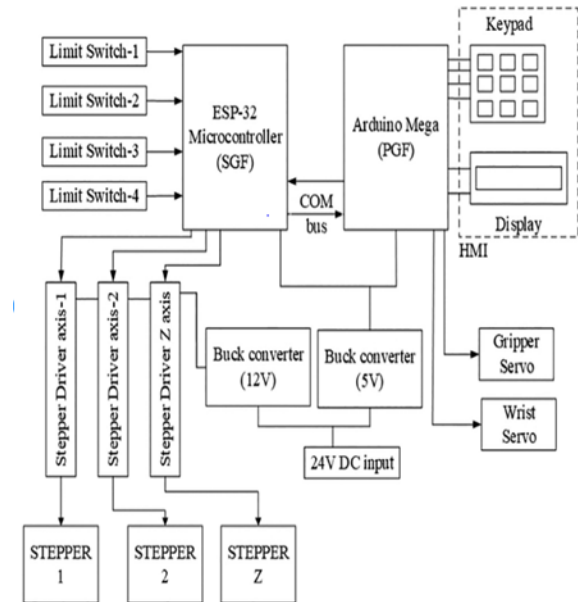 Limit Switch-1
Limit Switch-2
Limit Switch-3
Limit Switch-4
ESP-32
Microcontroller
(SGF)
Arduino Mega
(PGF)
Keypad
Display
HMI
COM
bus
Stepper Driver axis-1
Stepper Driver axis-2
Stepper Driver Z axis
Buck converter
(12V)
Buck converter
(5V)
24V DC input
Gripper
Servo
Wrist
Servo
STEPPER
1
STEPPER
2
STEPPER
Z